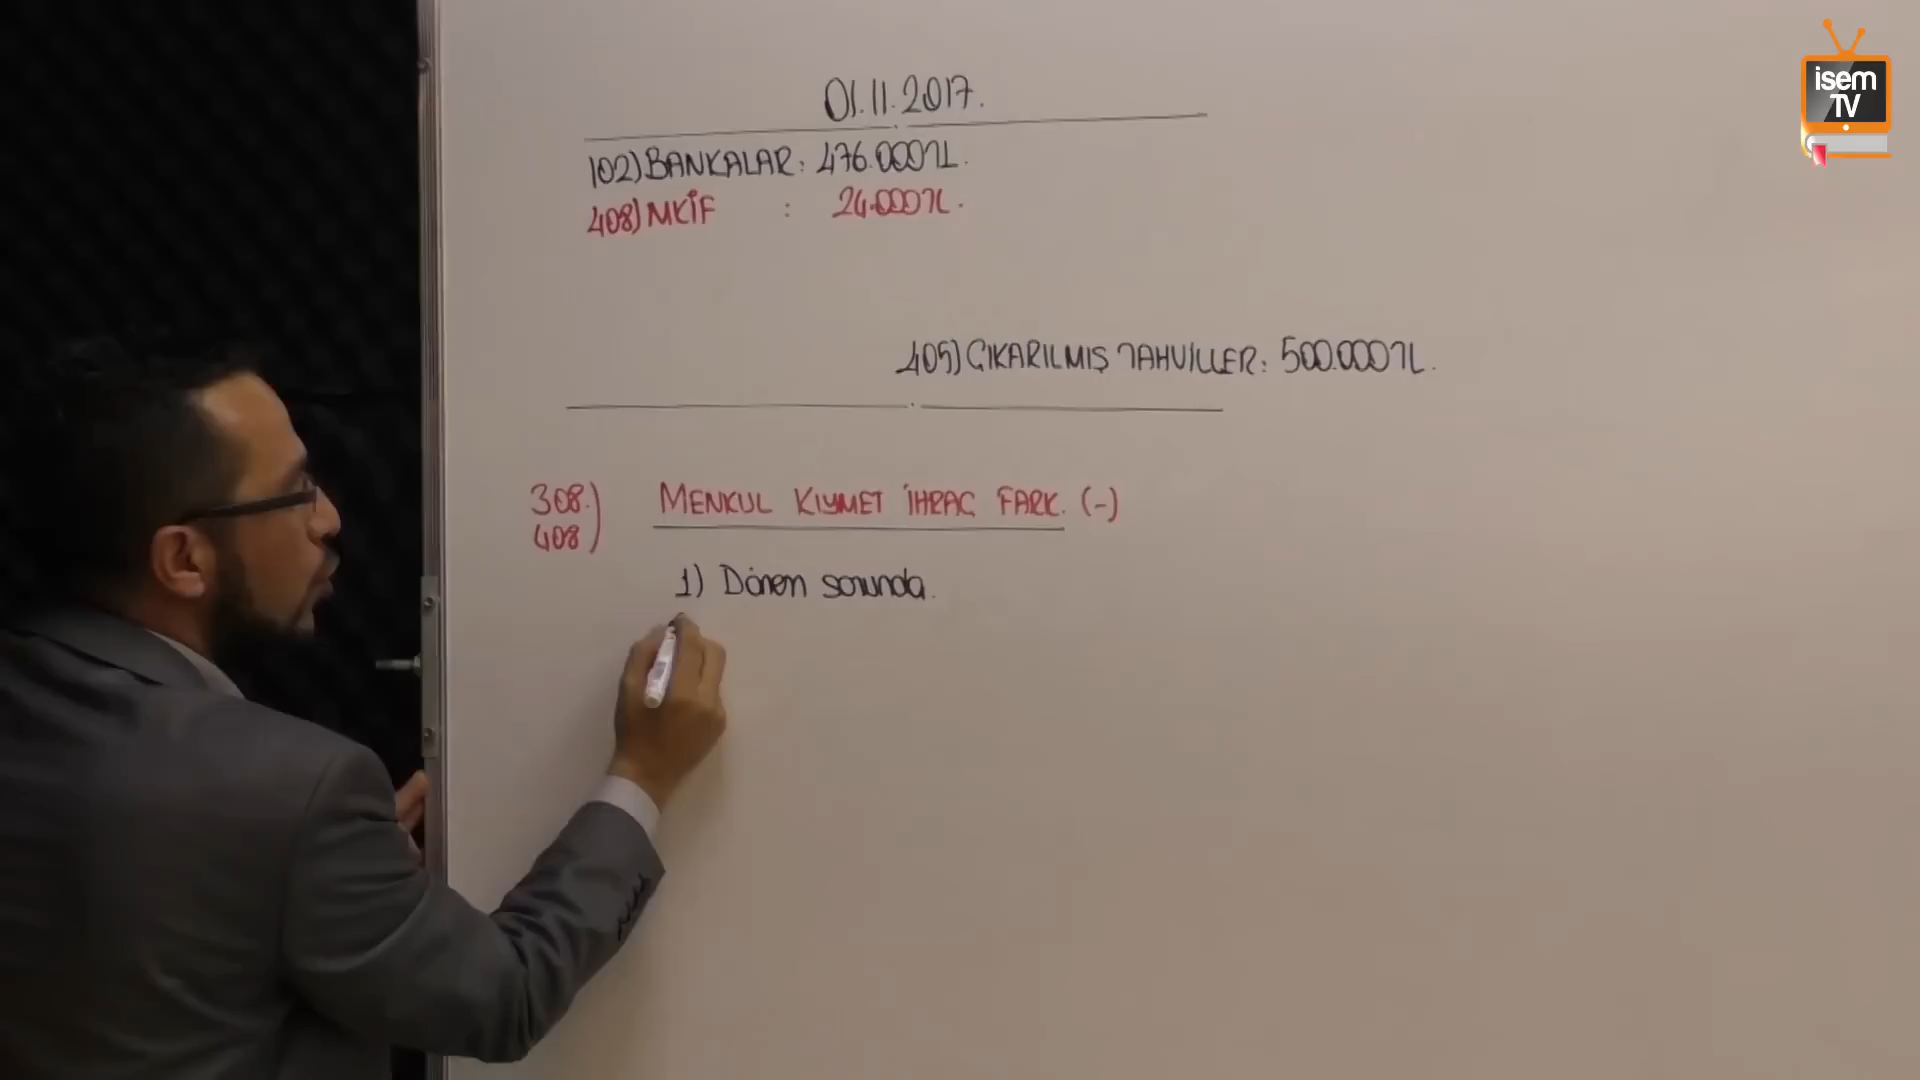 01.11.2017.
102) BANKALAR: 476.000TL.
408) MKİF : 24.000TL.
405) ÇIKARILMIŞ TAHVİLLER: 500.000TL.
308.)
408)
MENKUL KIYMET İHRAÇ FARK. (-)
1) Dönem sonunda.
isem
TV